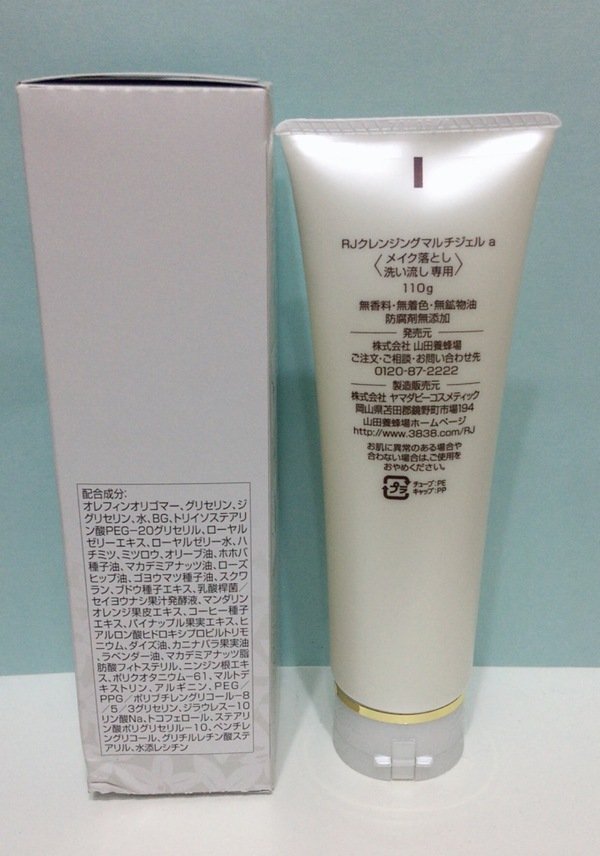 配合成分:
オレフィンオリゴマー、グリセリン、ジ
グリセリン、水、BG、トリイソステアリ
ン酸PEG-20グリセリル、ローヤル
ゼリーエキス、ローヤルゼリー水、ハ
チミツ、ミツロウ、オリーブ油、ホホバ
種子油、マカデミアナッツ油、ローズ
ヒップ油、ゴヨウマツ種子油、スクワ
ラン、ブドウ種子エキス、乳酸桿菌/
セイヨウナシ果汁発酵液、マンダリン
オレンジ果皮エキス、コーヒー種子
エキス、パイナップル果実エキス、ヒ
アルロン酸ヒドロキシプロピルトリモ
ニウム、ダイズ油、カニナバラ果実油、
ラベンダー油、マカデミアナッツ脂
肪酸フィトステリル、ニンジン根エキ
ス、ポリクオタニウム-61、マルトデ
キストリン、アルギニン、PEG/
PPG/ポリブチレングリコール-8
/5/3グリセリン、ジラウレス-10
リン酸Na、トコフェロール、ステアリ
ン酸ポリグリセリル-10、ペンチレ
ングリコール、グリチルレチン酸ステ
アリル、水添レシチン
RJクレンジングマルチジェル a
〈メイク落とし
洗い流し専用〉
110g
無香料・無着色・無鉱物油
防腐剤無添加
発売元
株式会社 山田養蜂場
ご注文・ご相談・お問い合わせ先
0120-87-2222
製造販売元
株式会社 ヤマダビーコスメティック
岡山県苫田郡鏡野町市場194
山田養蜂場ホームページ
http://www.3838.com/RJ
お肌に異常のある場合や
合わない場合は、ご使用を
おやめください。
プラ
チューブ:PE
キャップ:PP